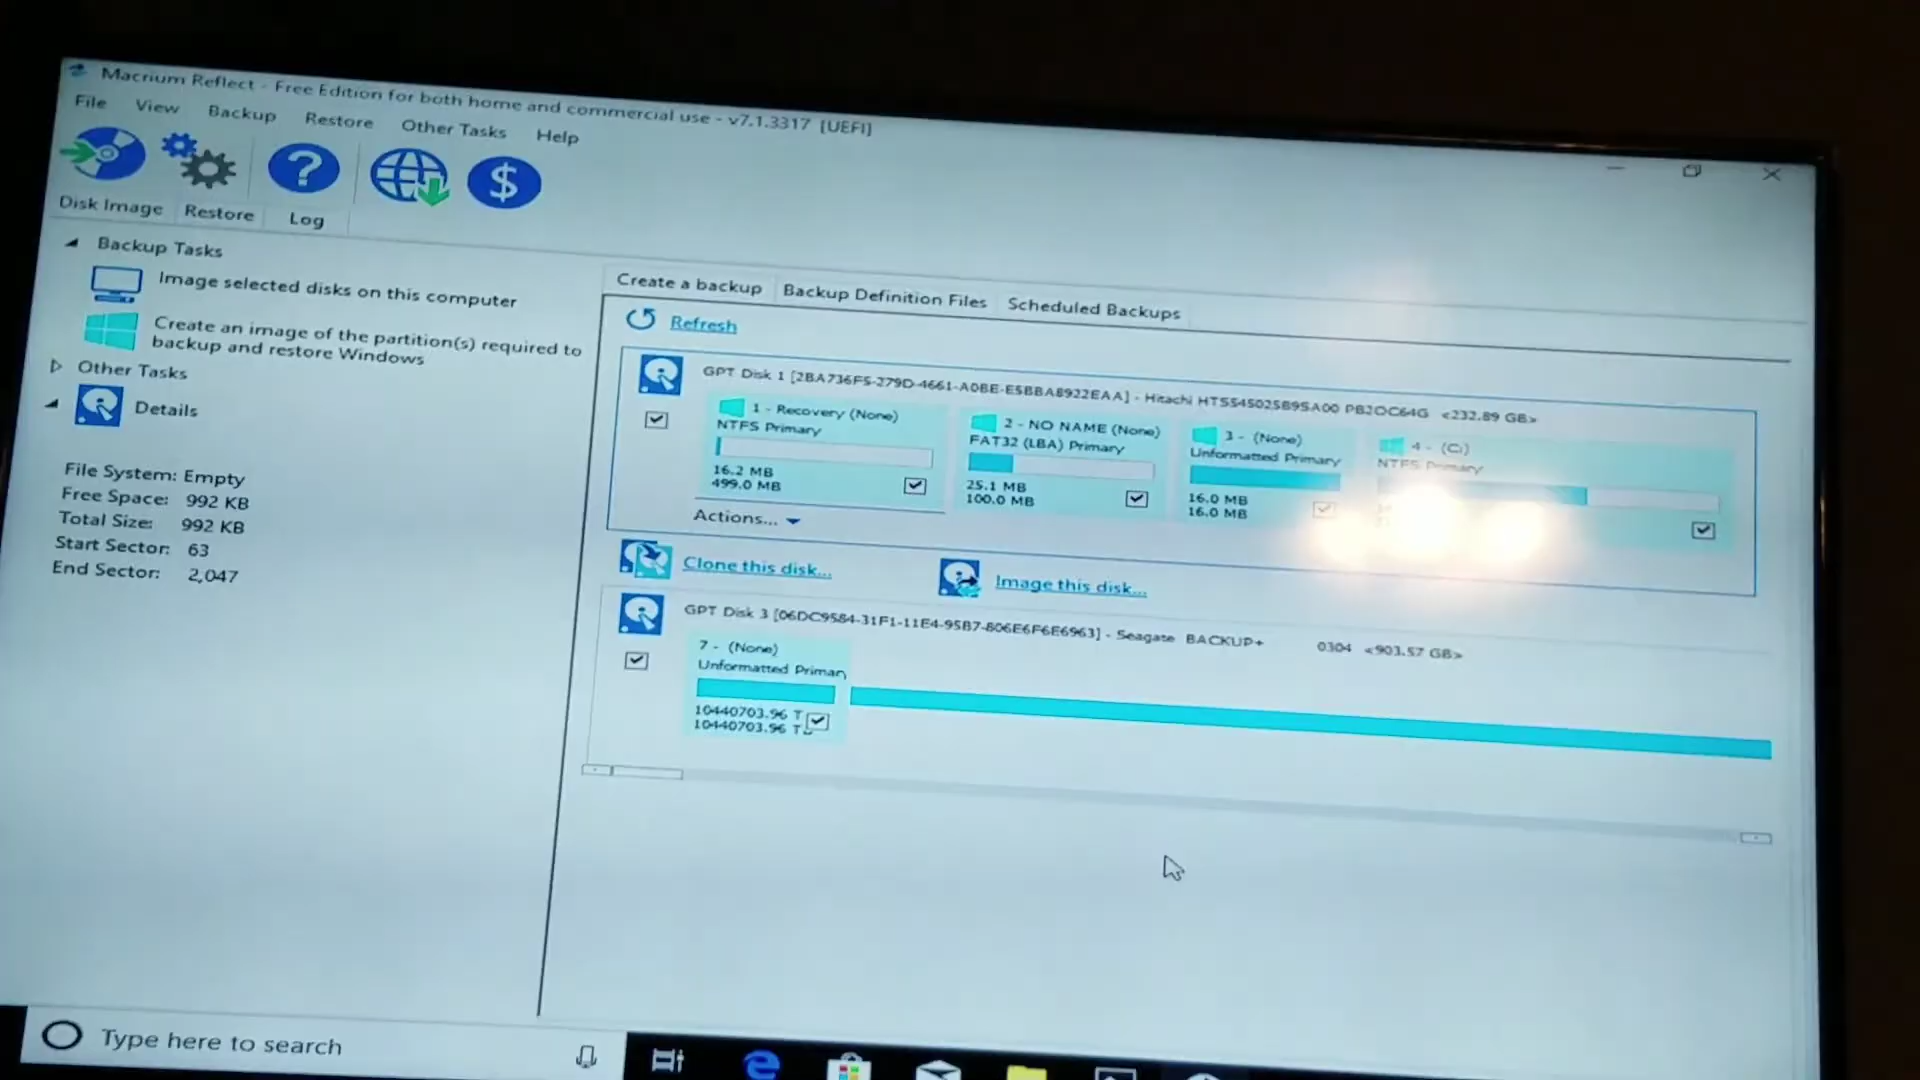 Macrium Reflect - Free Edition for both home and commercial use - v7.1.3317 [UEFI]
File View Backup Restore Other Tasks Help
Disk Image Restore Log
Backup Tasks
Image selected disks on this computer
Create an image of the partition(s) required to
backup and restore Windows
Other Tasks
Details
File System: Empty
Free Space: 992 KB
Total Size: 992 KB
Start Sector: 63
End Sector: 2,047
Create a backup Backup Definition Files Scheduled Backups
Refresh
GPT Disk 1 [2BA736F5-279D-4661-A0BE-E5BBA8922EAA] - Hitachi HTS545025B9SA00 PB2OC64G <232.89 GB>
1 - Recovery (None)
NTFS Primary
16.2 MB
499.0 MB
2 - NO NAME (None)
FAT32 (LBA) Primary
25.1 MB
100.0 MB
3 - (None)
Unformatted Primary
16.0 MB
16.0 MB
4 - (C:)
NTFS Primary
Actions...
Clone this disk...
Image this disk...
GPT Disk 3 [06DC9584-31F1-11E4-95B7-806E6F6E6963] - Seagate BACKUP+ 0304 <903.57 GB>
7 - (None)
Unformatted Primary
10440703.96 T
10440703.96 T
Type here to search